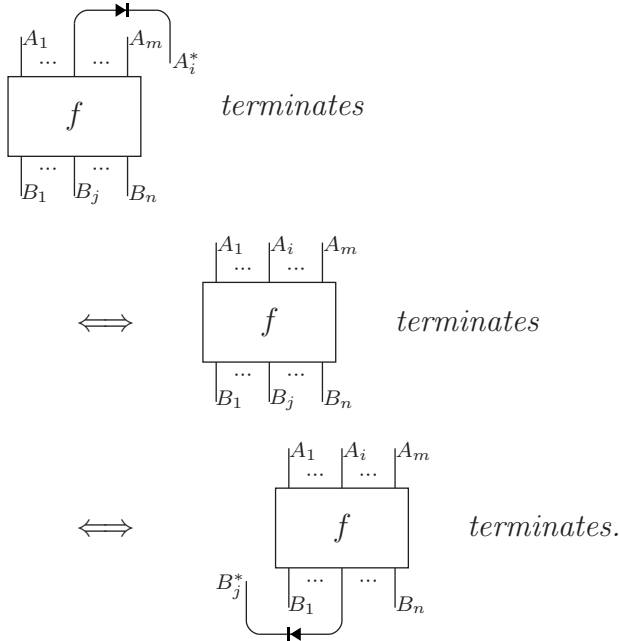 A_1 ... ... A_m A_i^*
f terminates
... ...
B_1 B_j B_n
A_1 A_i A_m
... ...
⟺ f terminates
... ...
B_1 B_j B_n
A_1 A_i A_m
... ...
⟺ f terminates.
B_j^* ... ...
B_1 B_n